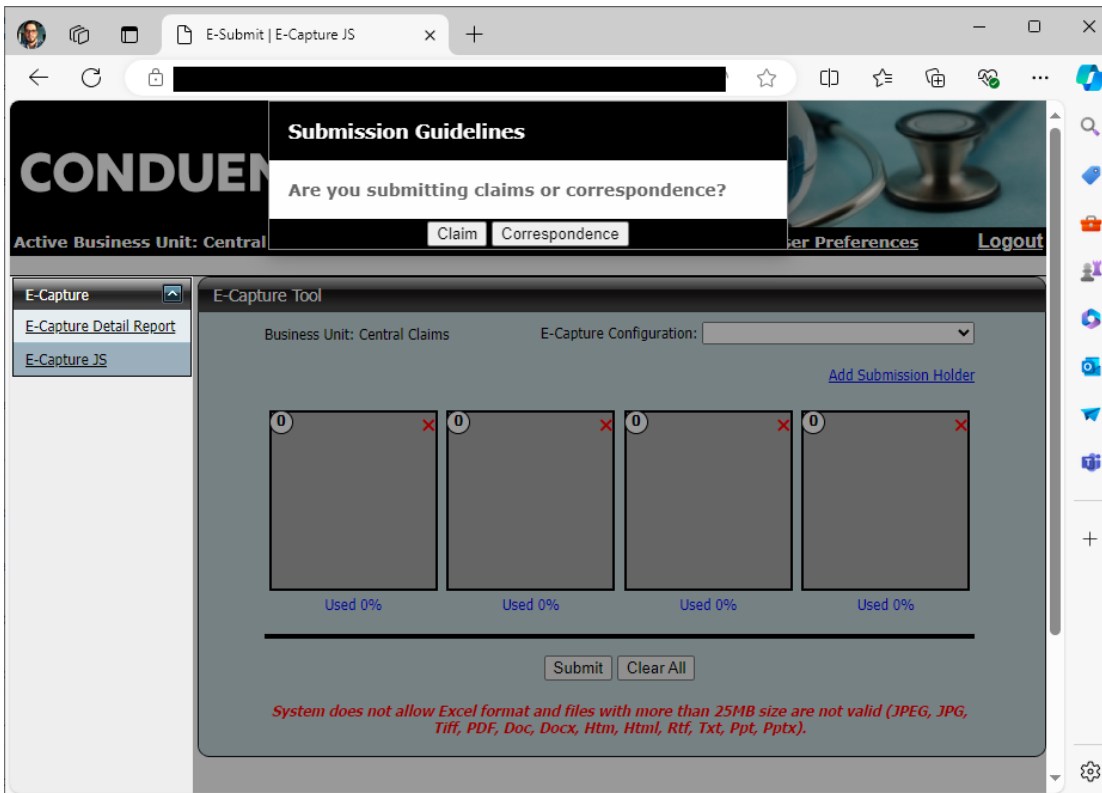 E-Submit | E-Capture JS
Submission Guidelines
Are you submitting claims or correspondence?
Claim Correspondence
Active Business Unit: Central
Preferences
Logout
E-Capture
E-Capture Detail Report
E-Capture JS
E-Capture Tool
Business Unit: Central Claims
E-Capture Configuration:
Add Submission Holder
0 0 0 0
Used 0% Used 0% Used 0% Used 0%
Submit Clear All
System does not allow Excel format and files with more than 25MB size are not valid (JPEG, JPG,
Tiff, PDF, Doc, Docx, Htm, Html, Rtf, Txt, Ppt, Pptx).